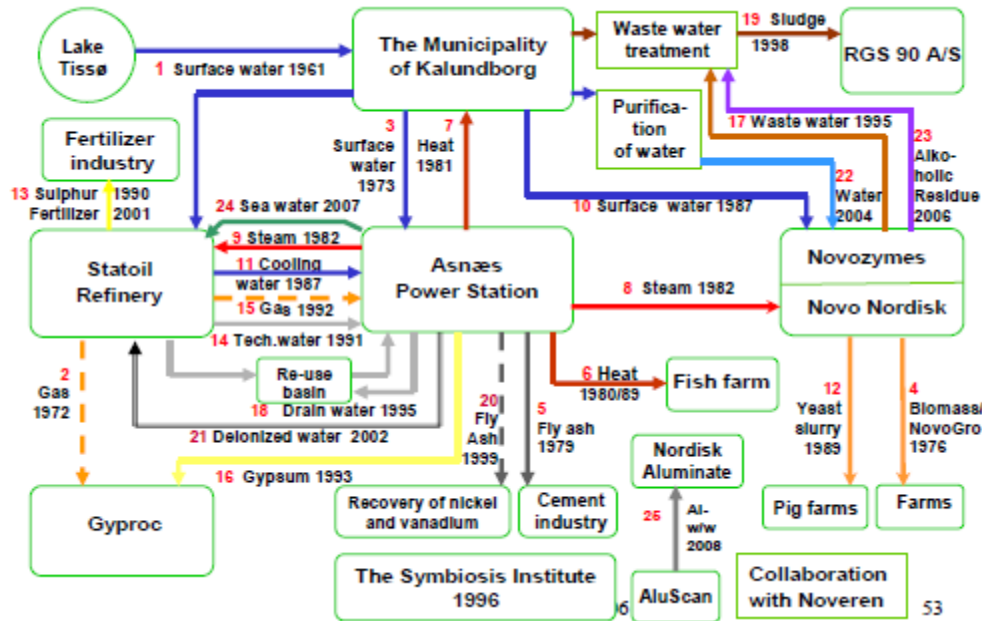 Lake
Tissø
1 Surface water 1961
The Municipality
of Kalundborg
Waste water
treatment
19 Sludge
1998
RGS 90 A/S
Purifica-
tion
of water
17 Waste water 1995
23
Alko-
holic
Residue
2006
22
Water
2004
Fertilizer
industry
13 Sulphur 1990
Fertilizer 2001
3
Surface
water
1973
7
Heat
1981
10 Surface water 1987
24 Sea water 2007
9 Steam 1982
11 Cooling
water 1987
15 Gas 1992
14 Tech.water 1991
Statoil
Refinery
Asnæs
Power Station
8 Steam 1982
Novozymes
Novo Nordisk
2
Gas
1972
Re-use
basin
18 Drain water 1995
21 Deionized water 2002
16 Gypsum 1993
20
Fly
Ash
1999
5
Fly ash
1979
6 Heat
1980/89
Fish farm
12
Yeast
slurry
1989
4
Biomass/
NovoGro
1976
Gyproc
Recovery of nickel
and vanadium
Cement
industry
Nordisk
Aluminate
Pig farms
Farms
Al-
w/w
2008
The Symbiosis Institute
1996
AluScan
Collaboration
with Noveren
53